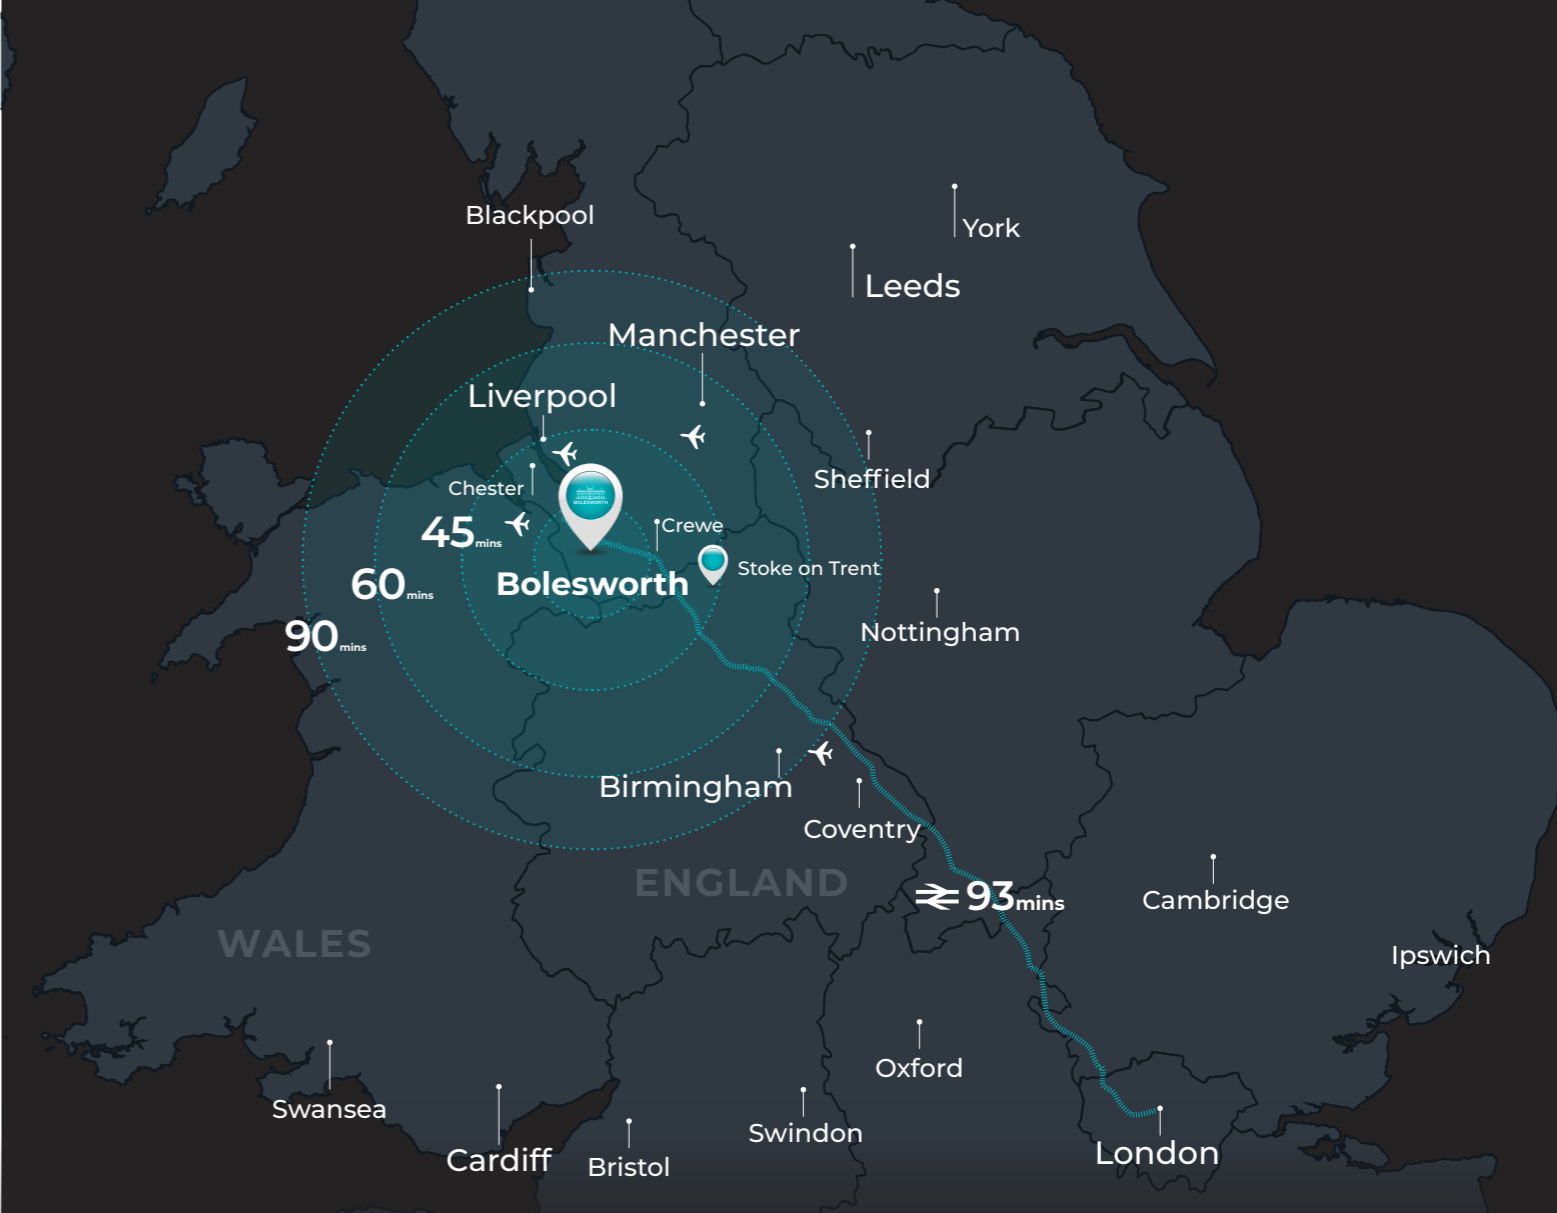 Blackpool
York
Leeds
Manchester
Liverpool
Sheffield
Chester
BOLESWORTH
45mins
Crewe
Stoke on Trent
60mins
Bolesworth
90mins
Nottingham
Birmingham
Coventry
ENGLAND
93mins
Cambridge
WALES
Ipswich
Oxford
Swansea
Swindon
Cardiff
Bristol
London